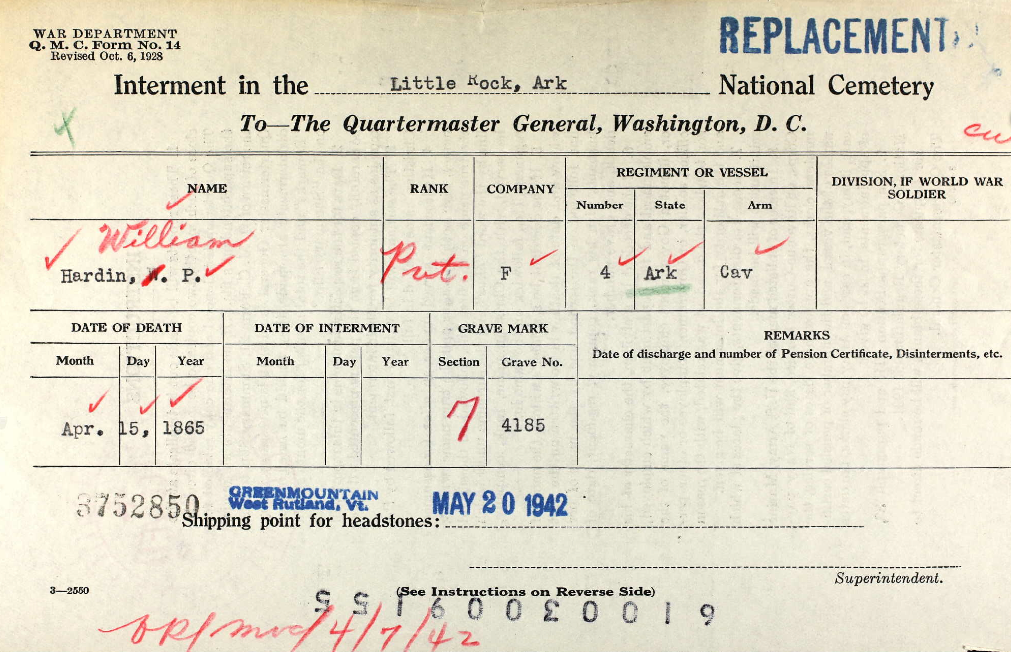 WAR DEPARTMENT
Q. M. C. Form No. 14
Revised Oct. 6, 1928
REPLACEMENT
Interment in the Little Rock, Ark National Cemetery
To—The Quartermaster General, Washington, D. C.
NAME RANK COMPANY REGIMENT OR VESSEL DIVISION, IF WORLD WAR SOLDIER
Number State Arm
William
Hardin, W. P. Pvt. F 4 Ark Cav
DATE OF DEATH DATE OF INTERMENT GRAVE MARK REMARKS
Month Day Year Month Day Year Section Grave No. Date of discharge and number of Pension Certificate, Disinterments, etc.
Apr. 15, 1865 7 4185
3752850 GREENMOUNTAIN MAY 20 1942
West Rutland, Vt.
Shipping point for headstones:
Superintendent.
3—2550 (See Instructions on Reverse Side)
61003009155
4/7/42